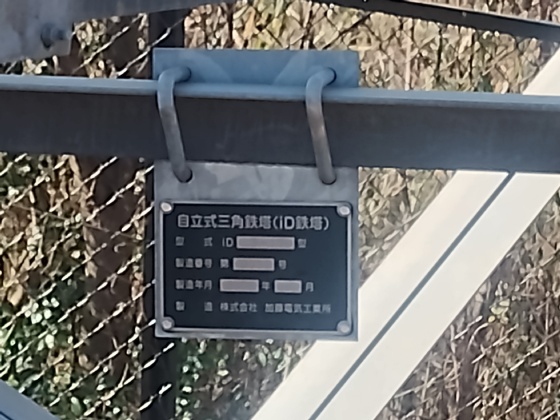 自立式三角鉄塔(iD鉄塔)
型 式 iD 型
製造番号 第 号
製造年月 年 月
製 造 株式会社 加藤電気工業所